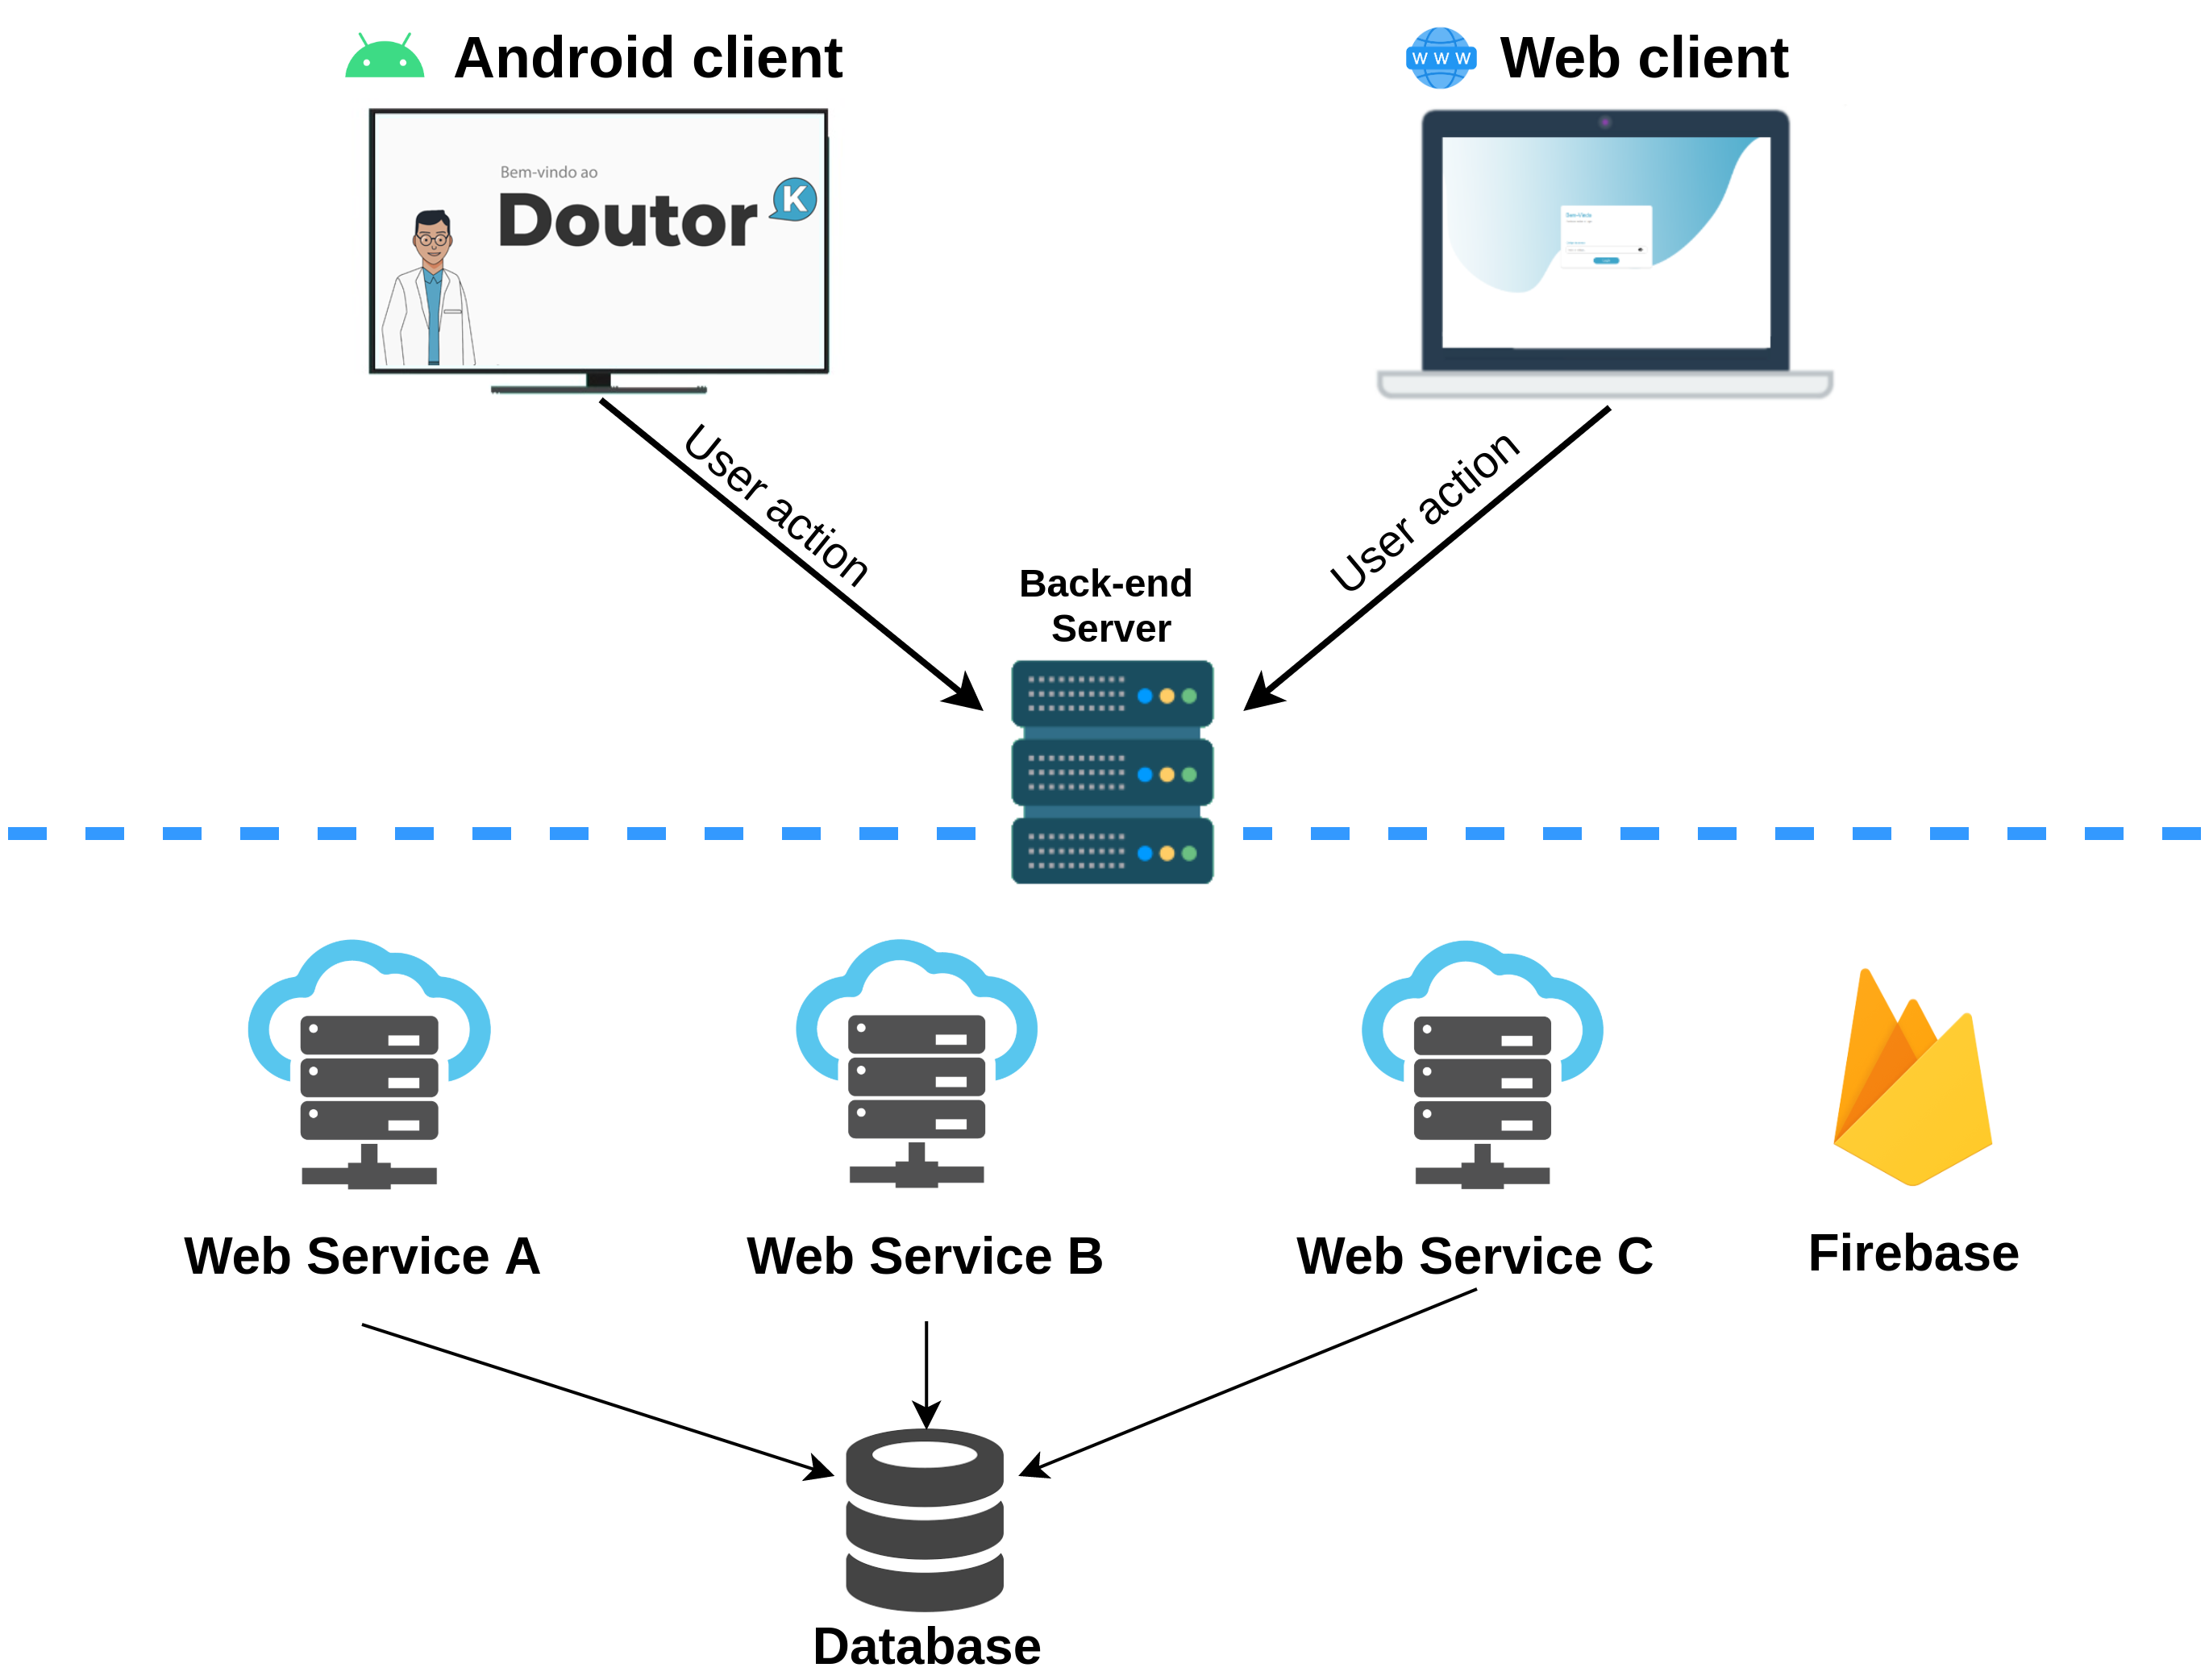 Android client
W W W
Web client
Bem-vindo ao
Doutor K
User action
User action
Back-end
Server
Web Service A
Web Service B
Web Service C
Firebase
Database